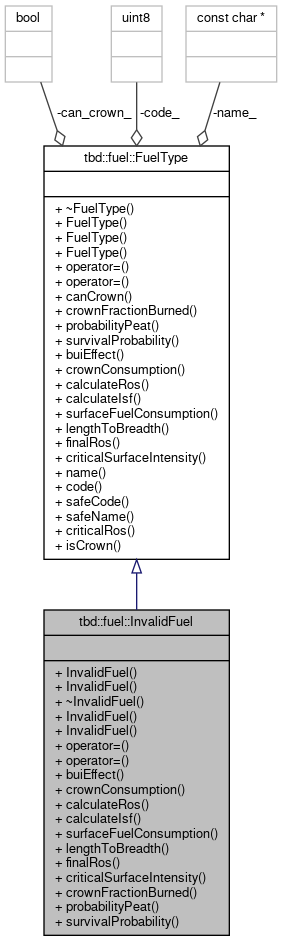 bool
uint8
const char *
-can_crown_
-code_
-name_
tbd::fuel::FuelType
+ ~FuelType()
+ FuelType()
+ FuelType()
+ FuelType()
+ operator=()
+ operator=()
+ canCrown()
+ crownFractionBurned()
+ probabilityPeat()
+ survivalProbability()
+ buiEffect()
+ crownConsumption()
+ calculateRos()
+ calculateIsf()
+ surfaceFuelConsumption()
+ lengthToBreadth()
+ finalRos()
+ criticalSurfaceIntensity()
+ name()
+ code()
+ safeCode()
+ safeName()
+ criticalRos()
+ isCrown()
tbd::fuel::InvalidFuel
+ InvalidFuel()
+ InvalidFuel()
+ ~InvalidFuel()
+ InvalidFuel()
+ InvalidFuel()
+ operator=()
+ operator=()
+ buiEffect()
+ crownConsumption()
+ calculateRos()
+ calculateIsf()
+ surfaceFuelConsumption()
+ lengthToBreadth()
+ finalRos()
+ criticalSurfaceIntensity()
+ crownFractionBurned()
+ probabilityPeat()
+ survivalProbability()